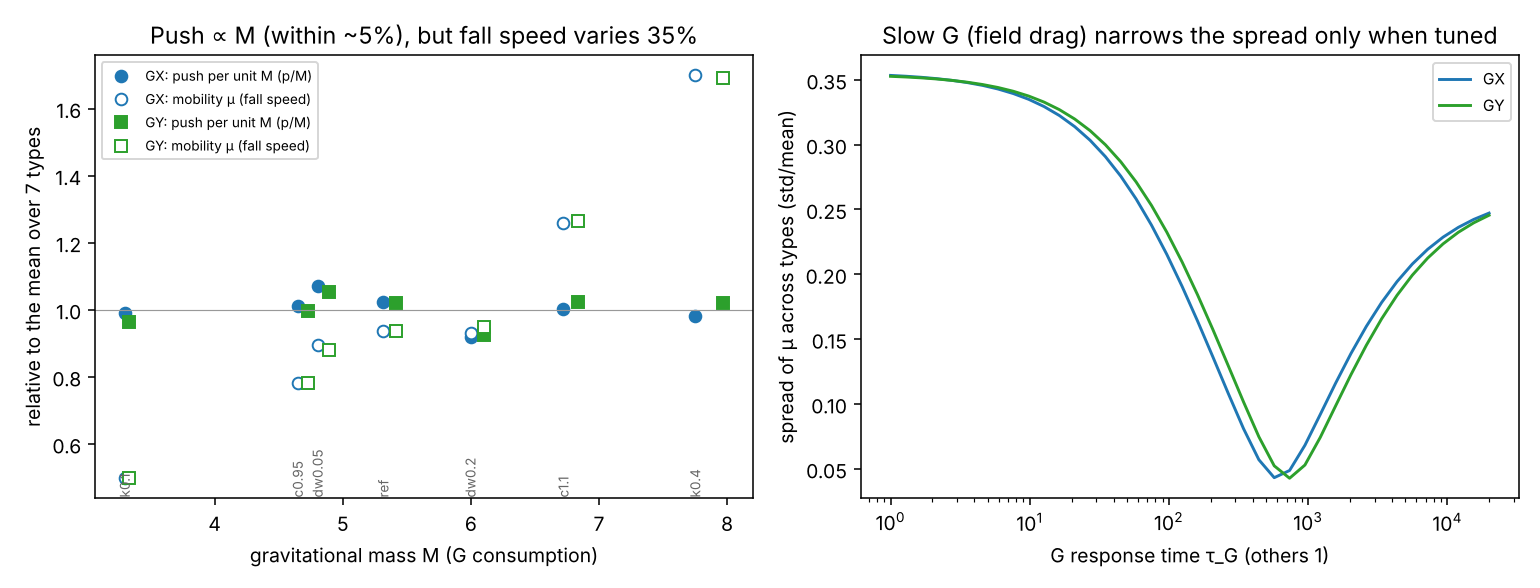 Push ∝ M (within ~5%), but fall speed varies 35%
GX: push per unit M (p/M)
GX: mobility μ (fall speed)
GY: push per unit M (p/M)
GY: mobility μ (fall speed)
relative to the mean over 7 types
1.6
1.4
1.2
1.0
0.8
0.6
c0.95
dw0.05
ref
dw0.2
c1.1
k0.4
4 5 6 7 8
gravitational mass M (G consumption)
Slow G (field drag) narrows the spread only when tuned
GX
GY
spread of μ across types (std/mean)
0.35
0.30
0.25
0.20
0.15
0.10
0.05
10⁰ 10¹ 10² 10³ 10⁴
G response time τ_G (others 1)